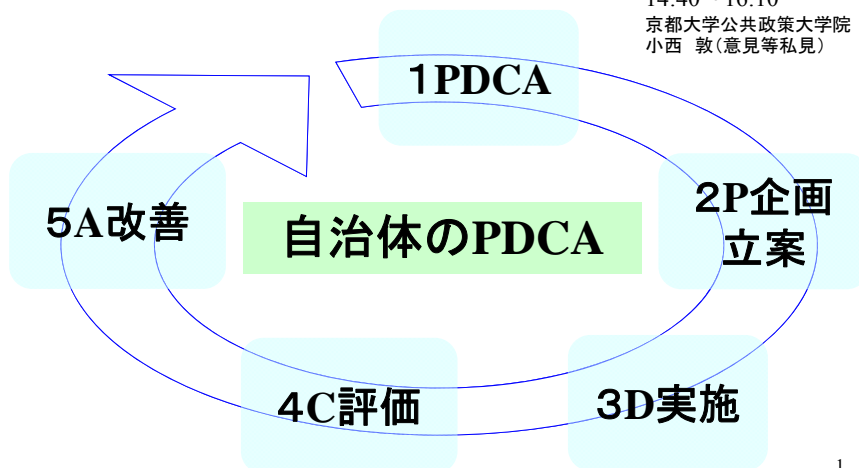 京都大学公共政策大学院
小西 敦(意見等私見)
1PDCA
2P企画
立案
5A改善
自治体のPDCA
4C評価
3D実施
1